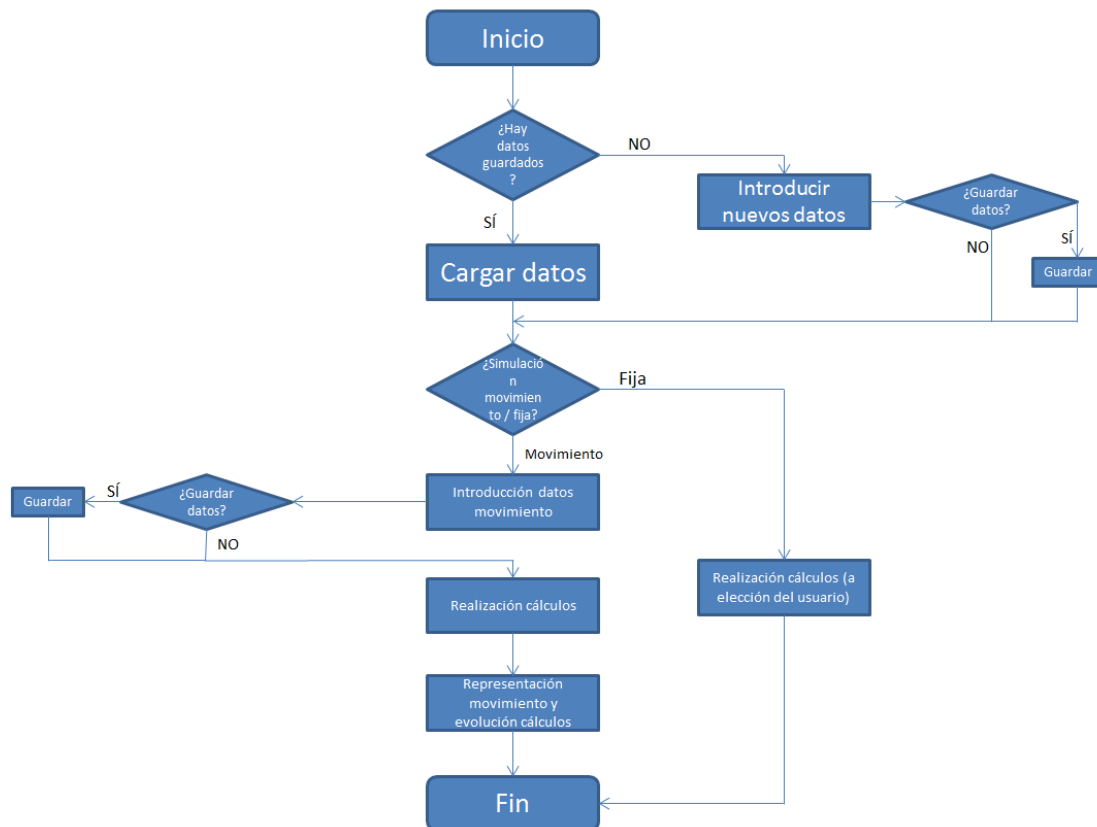 Inicio
¿Hay
datos
guardados
?
NO
Introducir
nuevos datos
¿Guardar
datos?
SÍ
NO
SÍ
Cargar datos
Guardar
¿Simulació
n
movimien
to / fija?
Fija
Movimiento
Introducción datos
movimiento
¿Guardar
datos?
SÍ
Guardar
NO
Realización cálculos
Realización cálculos (a
elección del usuario)
Representación
movimiento y
evolución cálculos
Fin